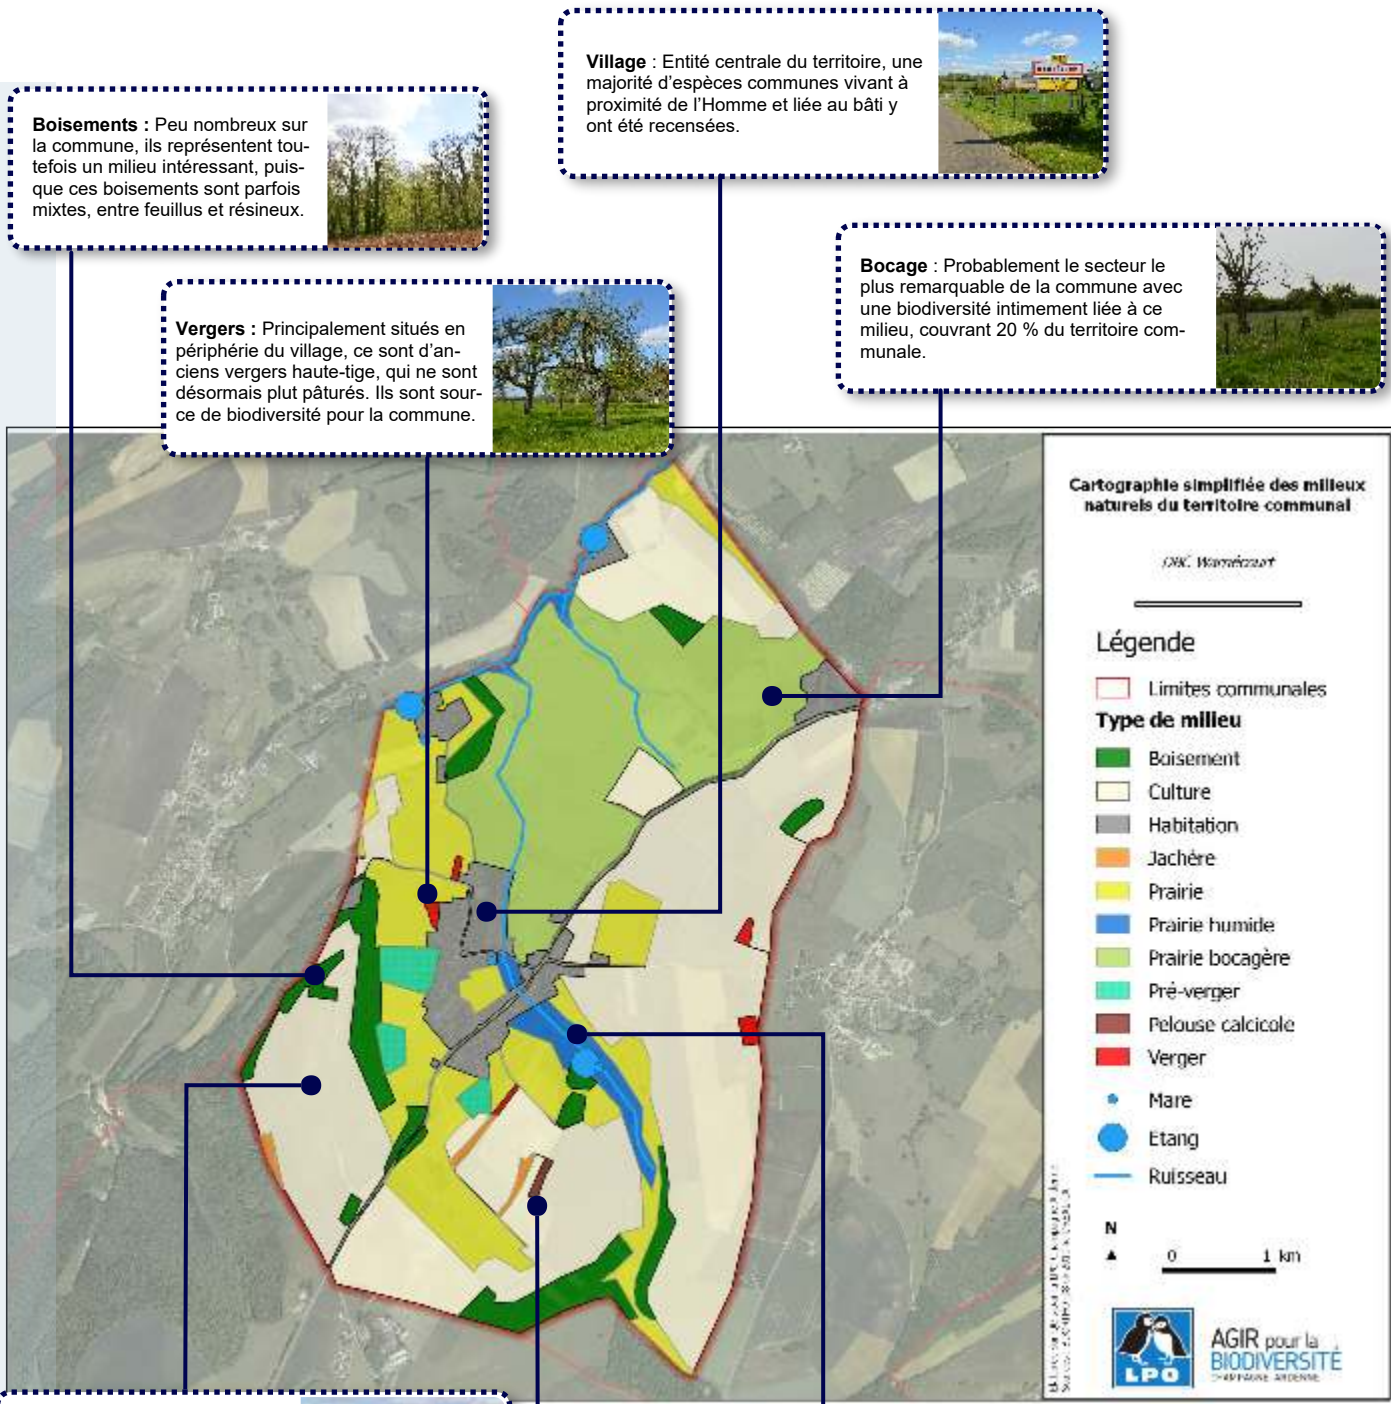 Village : Entité centrale du territoire, une
majorité d'espèces communes vivant à
proximité de l'Homme et liée au bâti y
ont été recensées.
Boisements : Peu nombreux sur
la commune, ils représentent tou-
tefois un milieu intéressant, puis-
que ces boisements sont parfois
mixtes, entre feuillus et résineux.
Bocage : Probablement le secteur le
plus remarquable de la commune avec
une biodiversité intimement liée à ce
milieu, couvrant 20 % du territoire com-
munale.
Vergers : Principalement situés en
périphérie du village, ce sont d'an-
ciens vergers haute-tige, qui ne sont
désormais plut pâturés. Ils sont sour-
ce de biodiversité pour la commune.
Cartographie simplifiée des milieux
naturels du territoire communal
Warnécourt
Légende
Limites communales
Type de milieu
Boisement
Culture
Habitation
Jachère
Prairie
Prairie humide
Prairie bocagère
Pré-verger
Pelouse calcicole
Verger
Mare
Etang
Ruisseau
N
0 1 km
LPO
AGIR pour la
BIODIVERSITÉ
CHAMPAGNE-ARDENNE